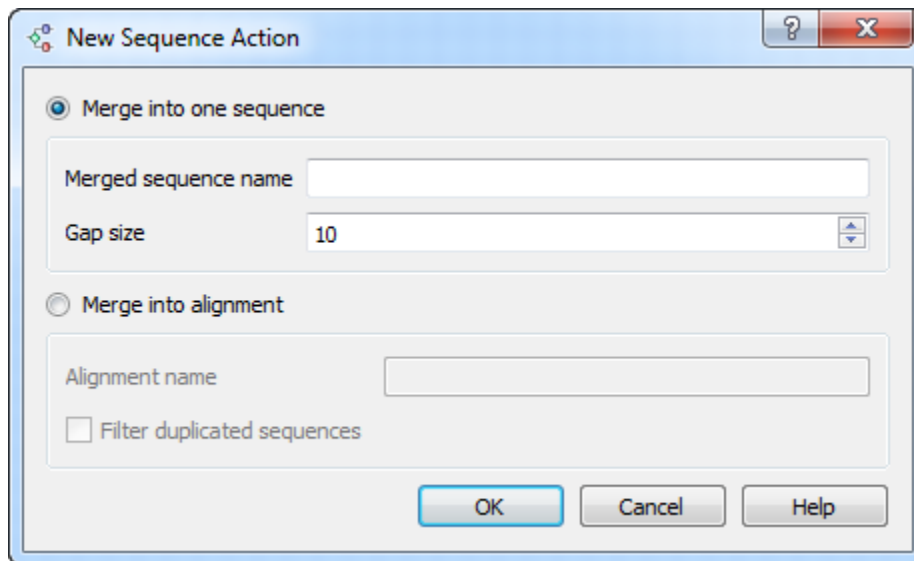 New Sequence Action
Merge into one sequence
Merged sequence name
Gap size 10
Merge into alignment
Alignment name
Filter duplicated sequences
OK Cancel Help